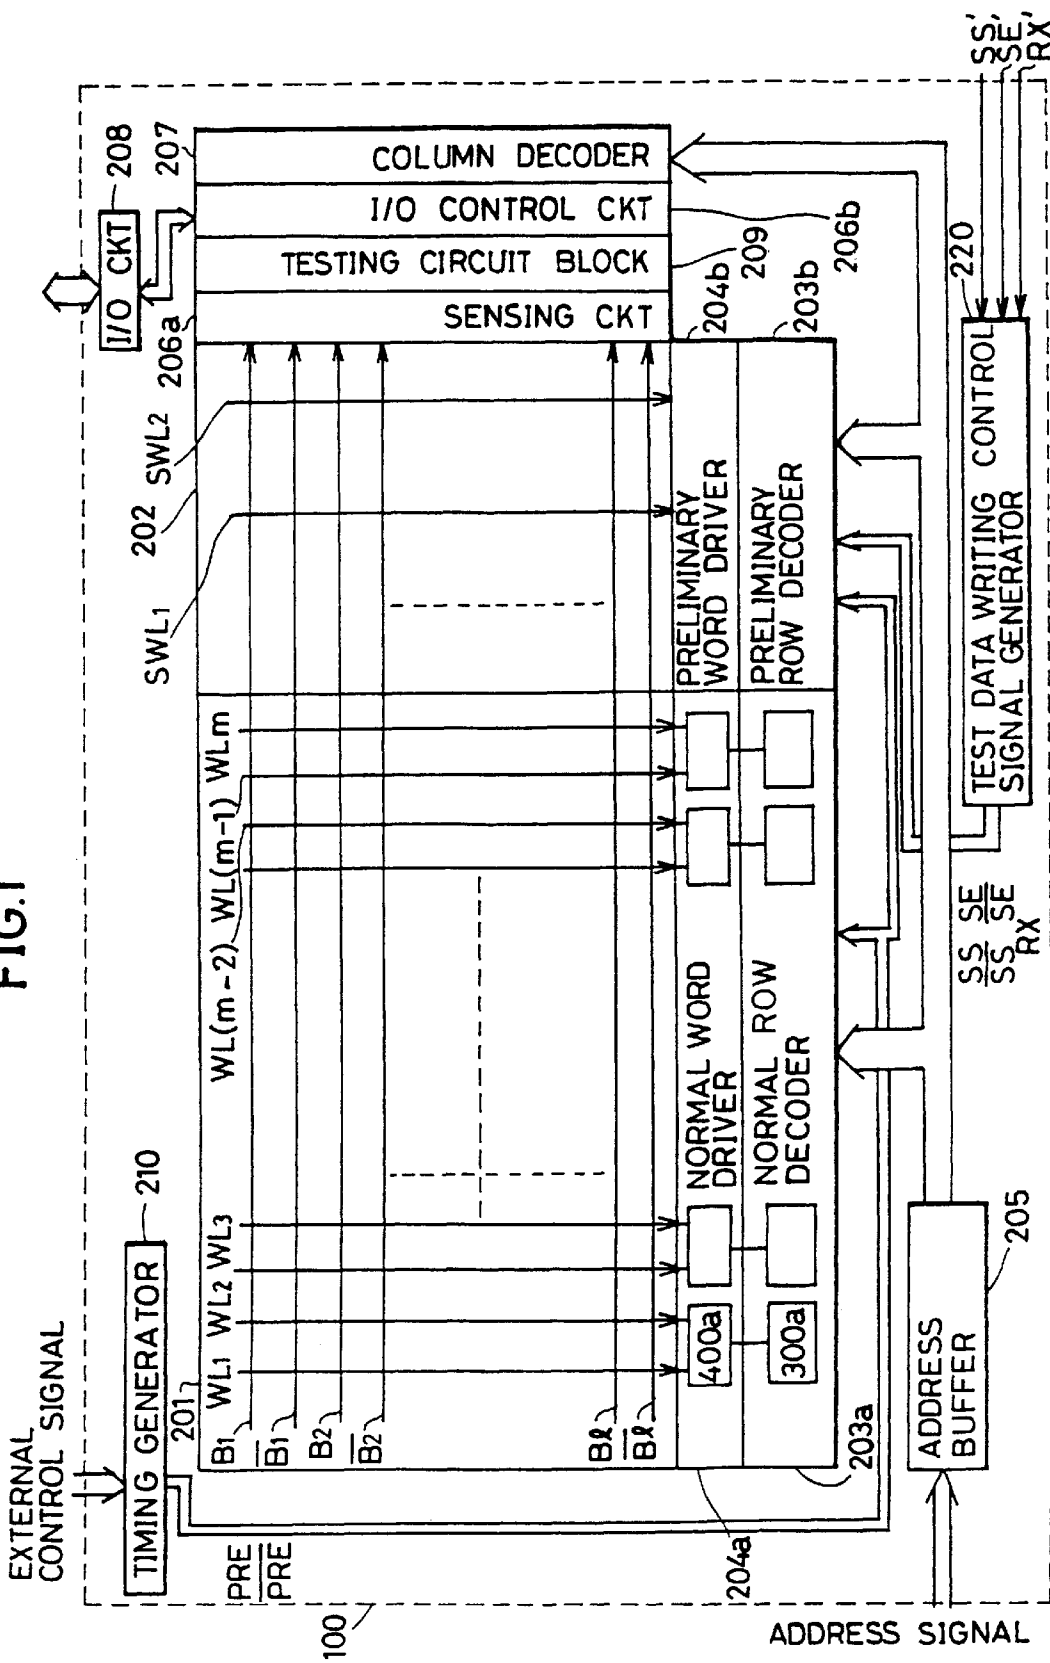 FIG.1
EXTERNAL
CONTROL SIGNAL
TIMING GENERATOR
210
I/O CKT
208
PRE
P̅R̅E̅
100
201
WL1
WL2
WL3
WL(m-2)
WL(m-1)
WLm
SWL1
202
SWL2
206a
207
B1
B̅1̅
B2
B̅2̅
Bℓ
B̅ℓ̅
SENSING CKT
TESTING CIRCUIT BLOCK
I/O CONTROL CKT
COLUMN DECODER
204b
209
203b
206b
400a
NORMAL WORD
DRIVER
PRELIMINARY
WORD DRIVER
300a
NORMAL ROW
DECODER
PRELIMINARY
ROW DECODER
204a
203a
ADDRESS
BUFFER
205
ADDRESS SIGNAL
SS SE
S̅S̅ S̅E̅
RX
TEST DATA WRITING CONTROL
SIGNAL GENERATOR
220
SS'
SE'
RX'